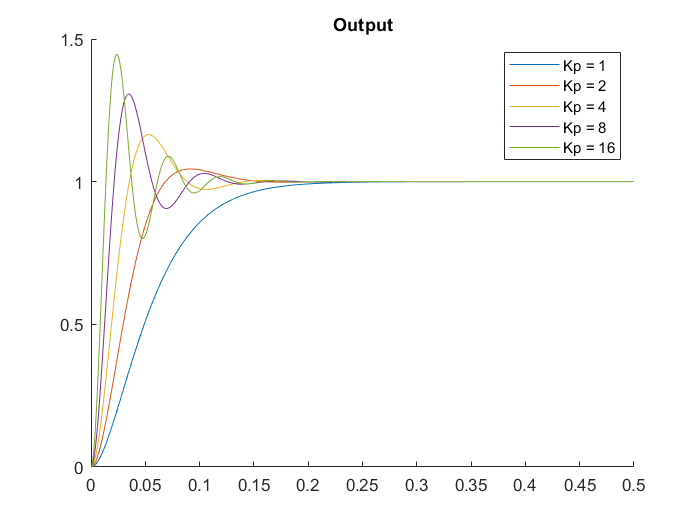 Output
1.5
1
0.5
0
Kp = 1
Kp = 2
Kp = 4
Kp = 8
Kp = 16
0 0.05 0.1 0.15 0.2 0.25 0.3 0.35 0.4 0.45 0.5